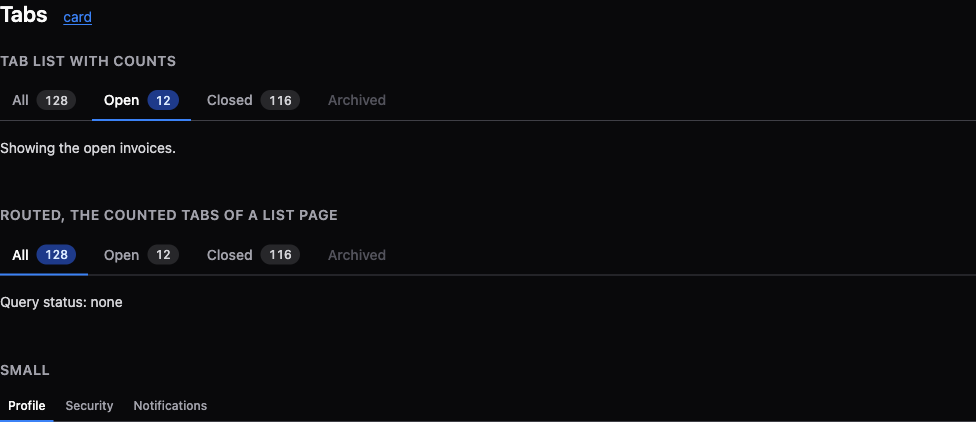 Tabs card
TAB LIST WITH COUNTS
All 128 Open 12 Closed 116 Archived
Showing the open invoices.
ROUTED, THE COUNTED TABS OF A LIST PAGE
All 128 Open 12 Closed 116 Archived
Query status: none
SMALL
Profile Security Notifications